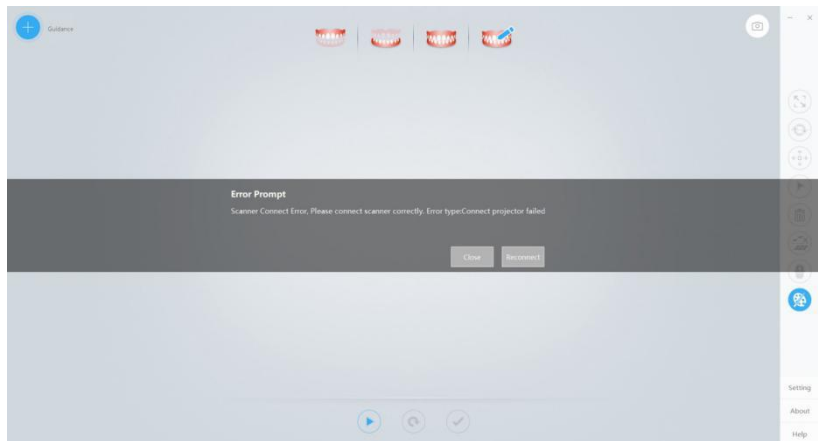 Guidance
Error Prompt
Scanner Connect Error, Please connect scanner correctly. Error type:Connect projector failed
Close
Reconnect
Setting
About
Help